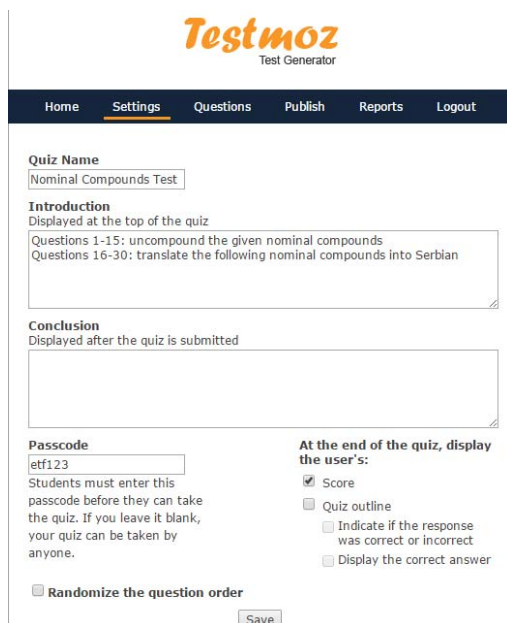 Testmoz
Test Generator
Home Settings Questions Publish Reports Logout
Quiz Name
Nominal Compounds Test
Introduction
Displayed at the top of the quiz
Questions 1-15: uncompound the given nominal compounds
Questions 16-30: translate the following nominal compounds into Serbian
Conclusion
Displayed after the quiz is submitted
Passcode
etf123
Students must enter this
passcode before they can take
the quiz. If you leave it blank,
your quiz can be taken by
anyone.
At the end of the quiz, display
the user's:
Score
Quiz outline
Indicate if the response
was correct or incorrect
Display the correct answer
Randomize the question order
Save